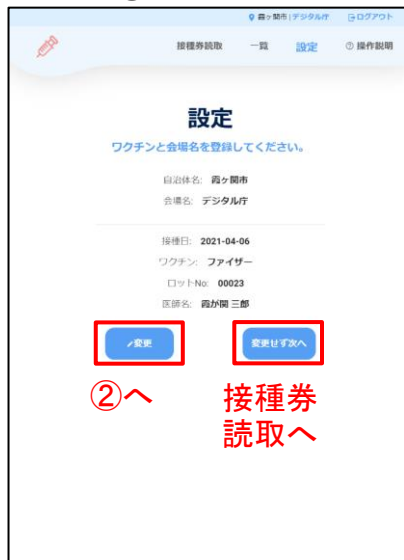 霞ヶ関市 | デジタル庁 ログアウト
接種券読取 一覧 設定 ? 操作説明
設定
ワクチンと会場名を登録してください。
自治体名: 霞ヶ関市
会場名: デジタル庁
接種日: 2021-04-06
ワクチン: ファイザー
ロットNo: 00023
医師名: 霞が関 三郎
変更 変更せず次へ
②へ 接種券
読取へ